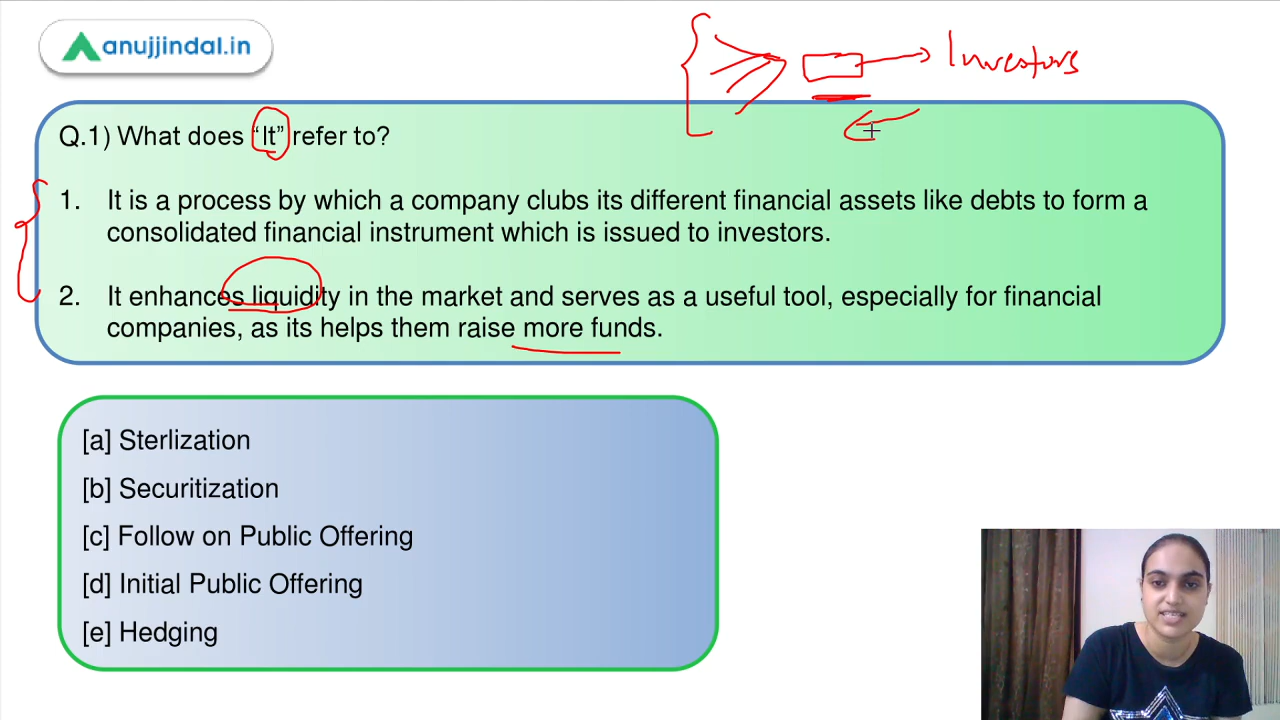 anujjindal.in
Investors
Q.1) What does “It” refer to?
1. It is a process by which a company clubs its different financial assets like debts to form a
consolidated financial instrument which is issued to investors.
2. It enhances liquidity in the market and serves as a useful tool, especially for financial
companies, as its helps them raise more funds.
[a] Sterlization
[b] Securitization
[c] Follow on Public Offering
[d] Initial Public Offering
[e] Hedging